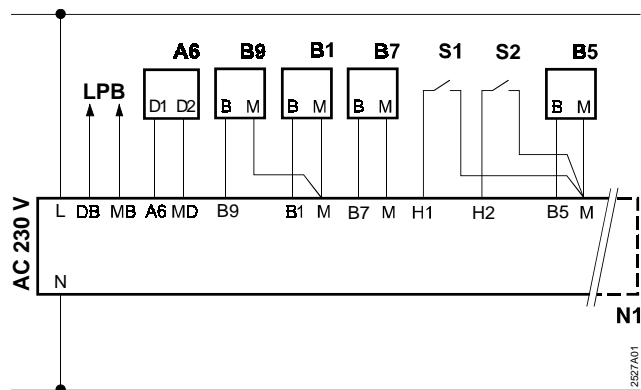 A6 B9 B1 B7 S1 S2 B5
LPB
D1 D2 B M B M B M B M
L DB MB A6 MD B9 B1 M B7 M H1 H2 B5 M
AC 230 V
N
N1
2527A01